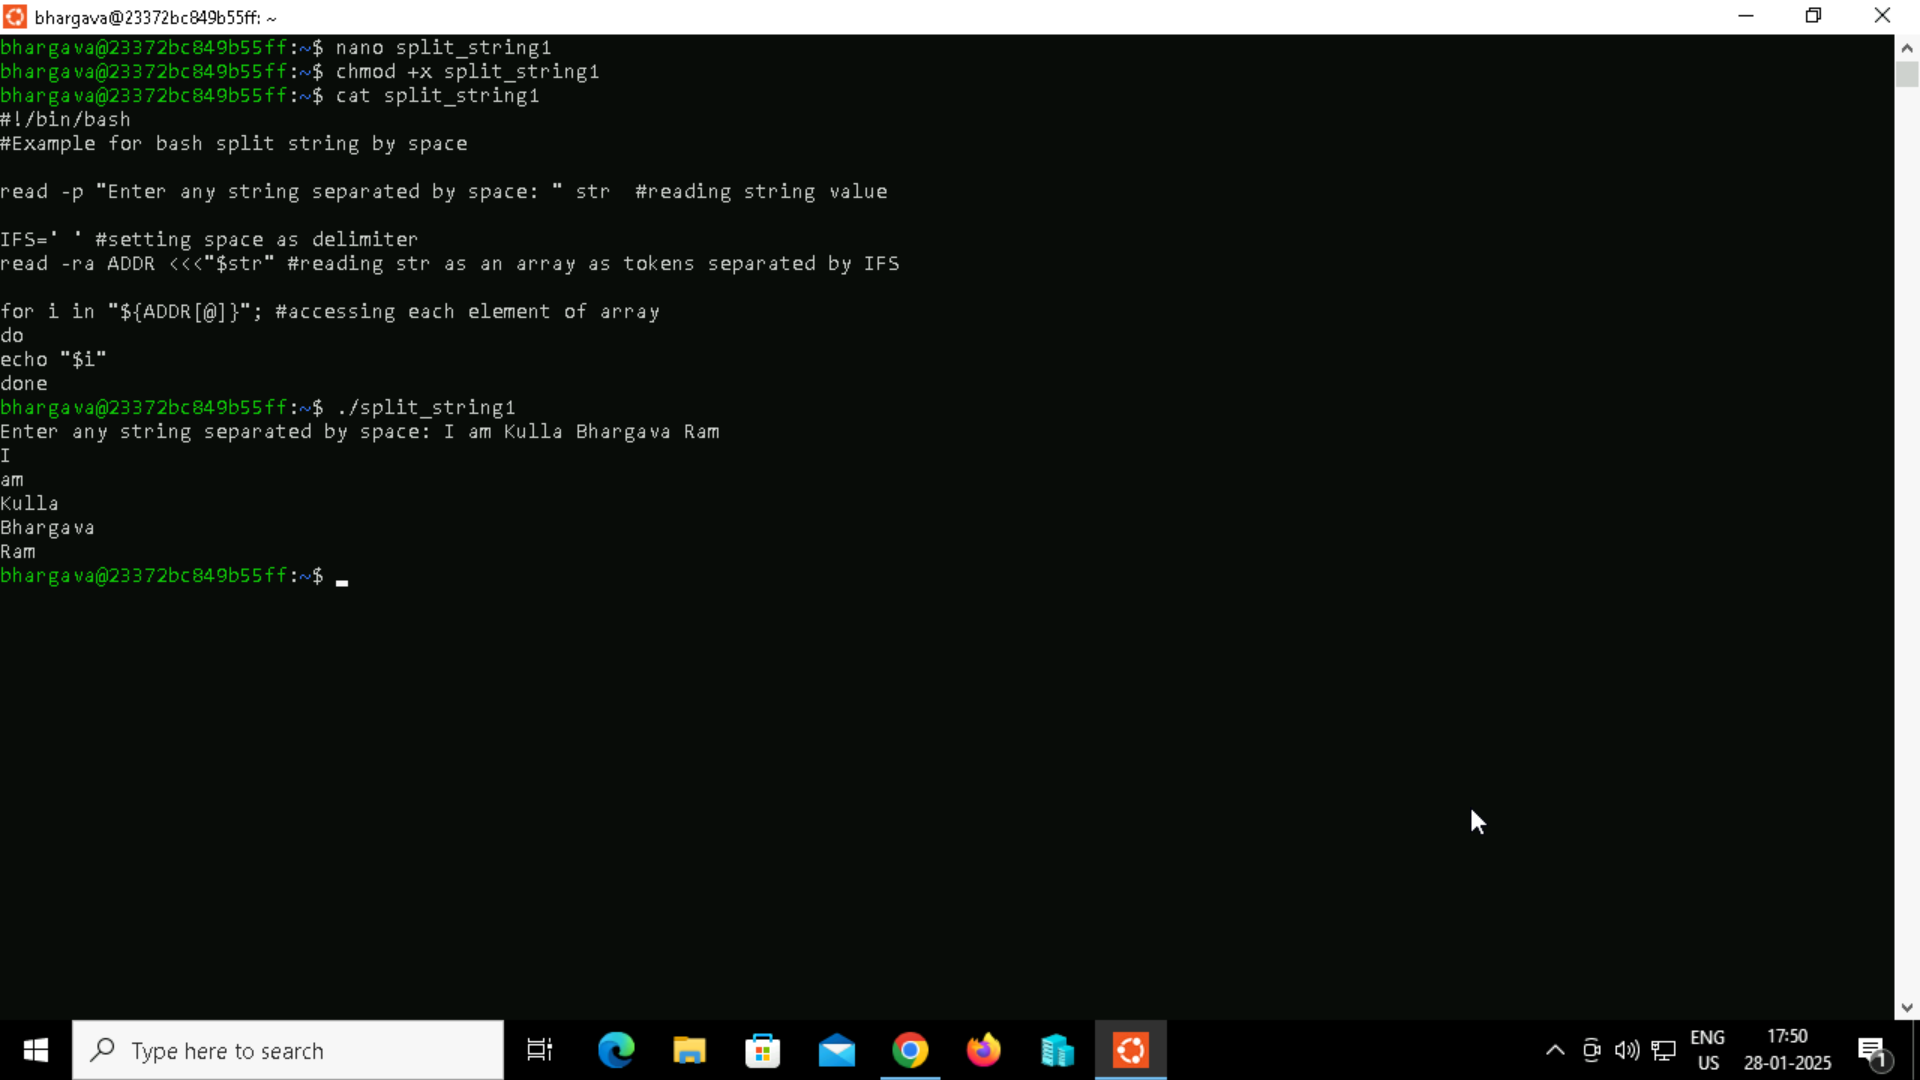 bhargava@23372bc849b55ff: ~
bhargava@23372bc849b55ff:~$ nano split_string1
bhargava@23372bc849b55ff:~$ chmod +x split_string1
bhargava@23372bc849b55ff:~$ cat split_string1
#!/bin/bash
#Example for bash split string by space
read -p "Enter any string separated by space: " str  #reading string value
IFS=' ' #setting space as delimiter
read -ra ADDR <<<"$str" #reading str as an array as tokens separated by IFS
for i in "${ADDR[@]}"; #accessing each element of array
do
echo "$i"
done
bhargava@23372bc849b55ff:~$ ./split_string1
Enter any string separated by space: I am Kulla Bhargava Ram
I
am
Kulla
Bhargava
Ram
bhargava@23372bc849b55ff:~$
Type here to search
ENG
US
17:50
28-01-2025
1